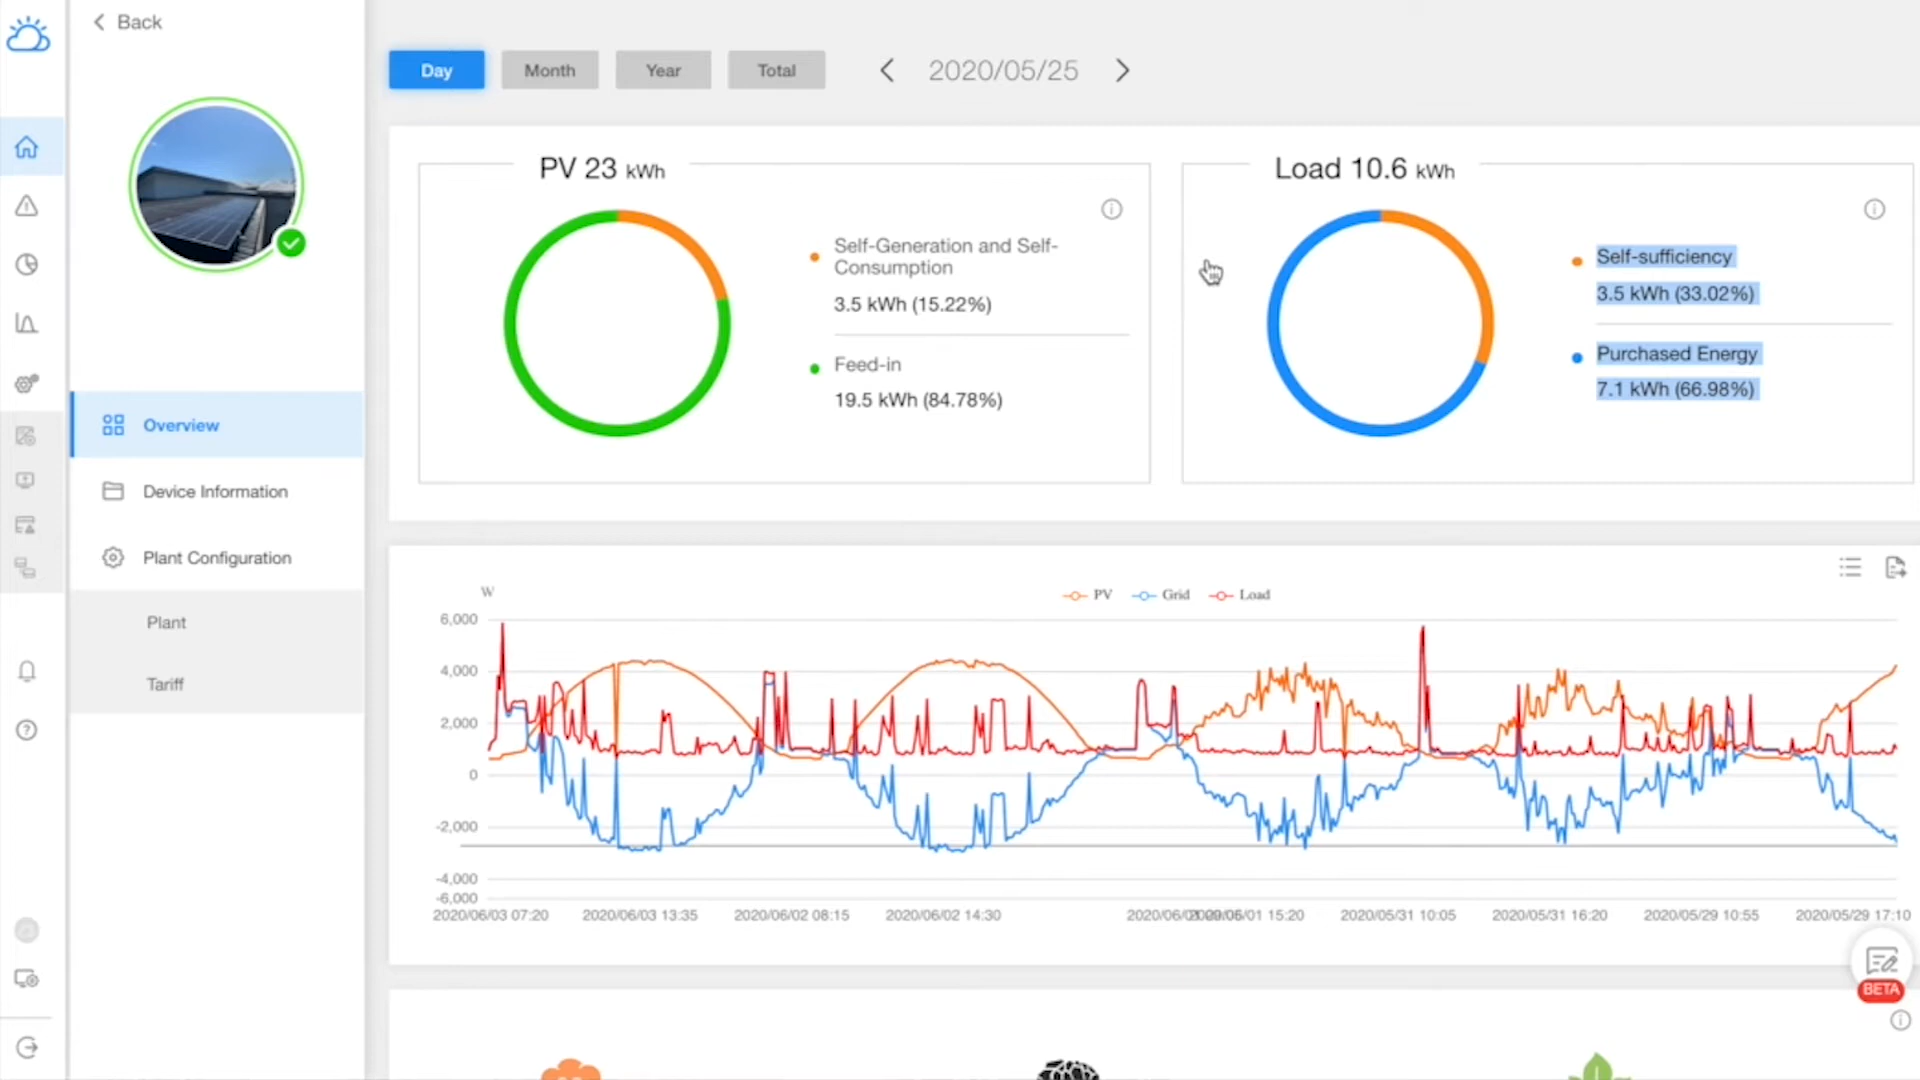 Back
Day
Month
Year
Total
2020/05/25
PV 23 kWh
Self-Generation and Self-
Consumption
3.5 kWh (15.22%)
Feed-in
19.5 kWh (84.78%)
Load 10.6 kWh
Self-sufficiency
3.5 kWh (33.02%)
Purchased Energy
7.1 kWh (66.98%)
Overview
Device Information
Plant Configuration
Plant
Tariff
W
PV
Grid
Load
6,000
4,000
2,000
0
-2,000
-4,000
-6,000
2020/06/03 07:20
2020/06/03 13:35
2020/06/02 08:15
2020/06/02 14:30
2020/06/01 15:20
2020/05/31 10:05
2020/05/31 16:20
2020/05/29 10:55
2020/05/29 17:10
BETA